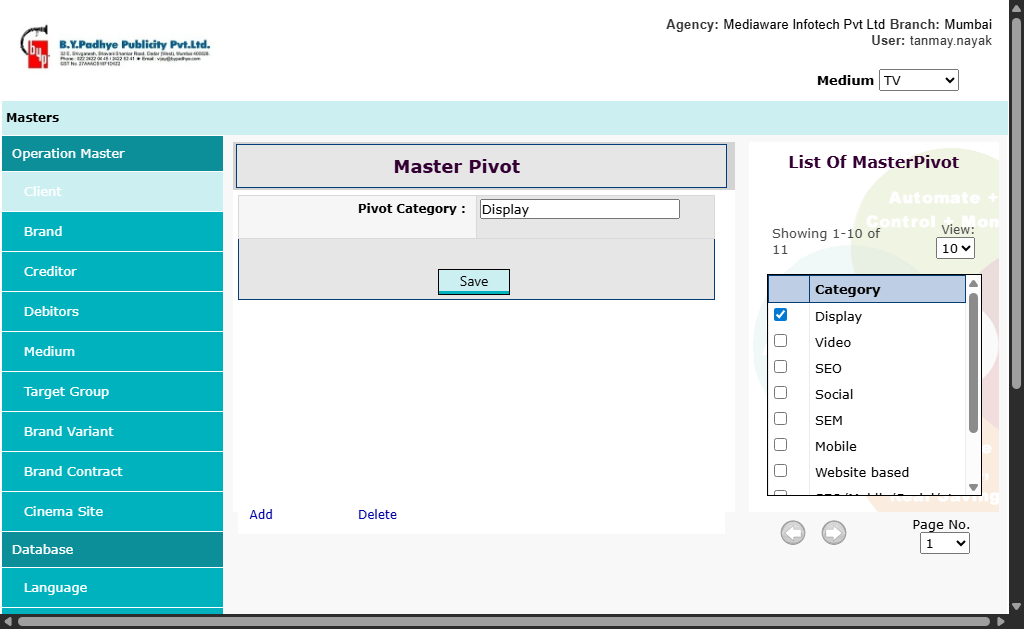 Agency: Mediaware Infotech Pvt Ltd Branch: Mumbai
User: tanmay.nayak
B.Y.Padhye Publicity Pvt.Ltd.
Medium TV
Masters
Operation Master
Client
Brand
Creditor
Debitors
Medium
Target Group
Brand Variant
Brand Contract
Cinema Site
Database
Language
Master Pivot
Pivot Category : Display
Save
Add Delete
List Of MasterPivot
Automate +
Control + Mon
Showing 1-10 of
11
View:
10
Category
Display
Video
SEO
Social
SEM
Mobile
Website based
Page No.
1